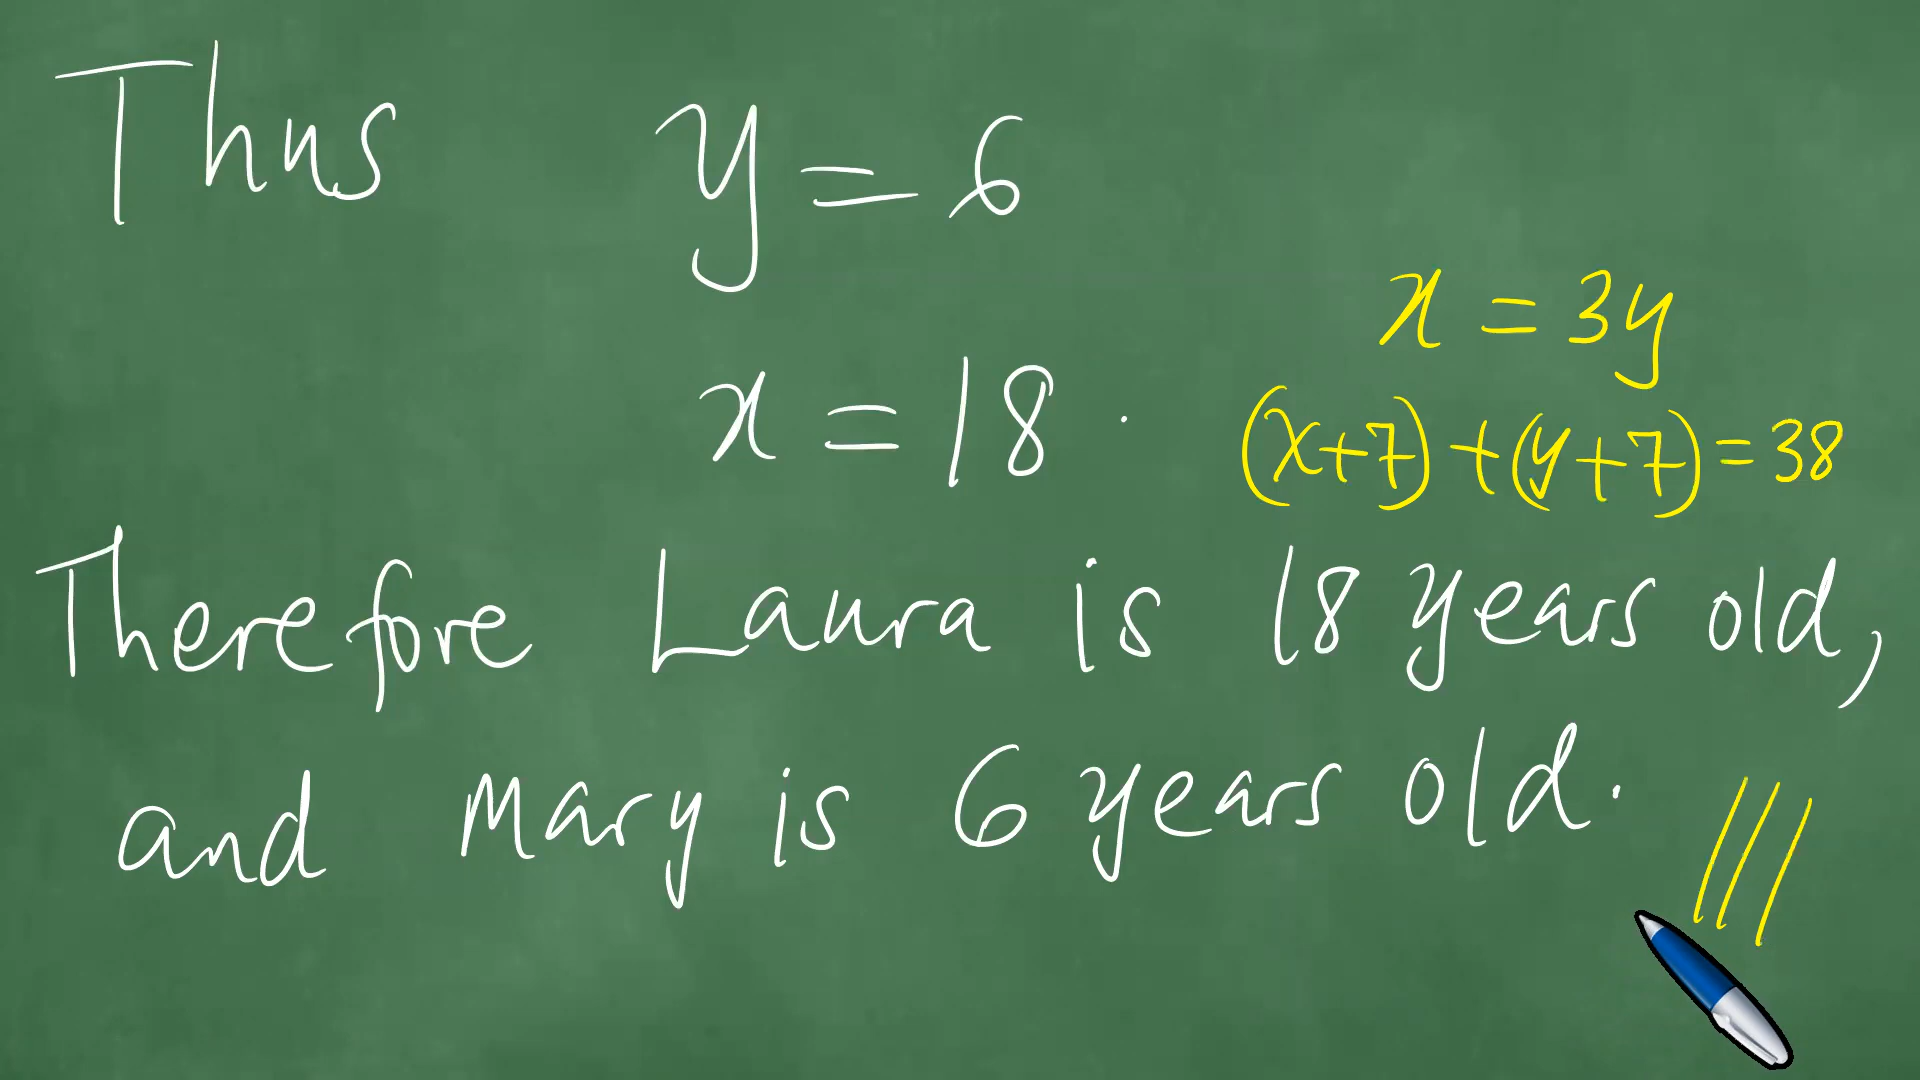 Thus y = 6
x = 18 .
x = 3y
(x+7) + (y+7) = 38
Therefore Laura is 18 years old,
and Mary is 6 years old.